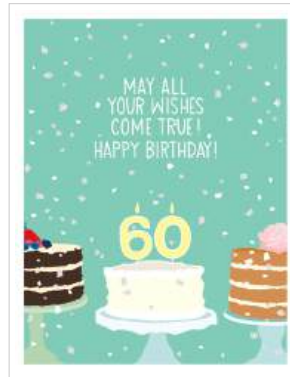 MAY ALL
YOUR WISHES
COME TRUE!
HAPPY BIRTHDAY!
60